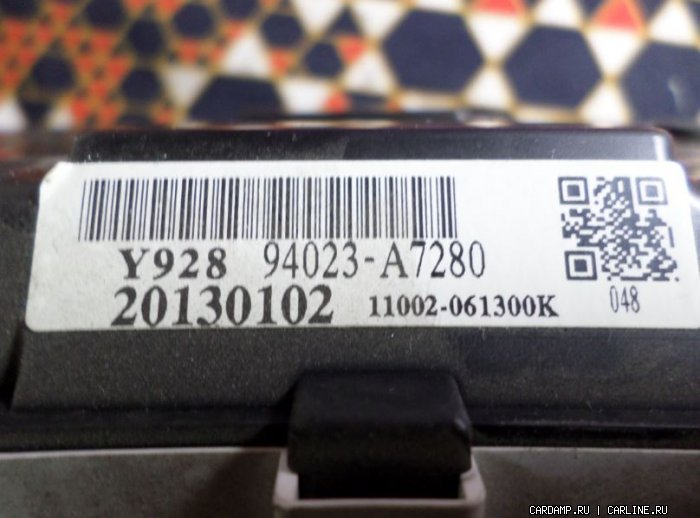 Y928 94023-A7280
20130102 11002-061300K
048
CARDAMP.RU | CARLINE.RU